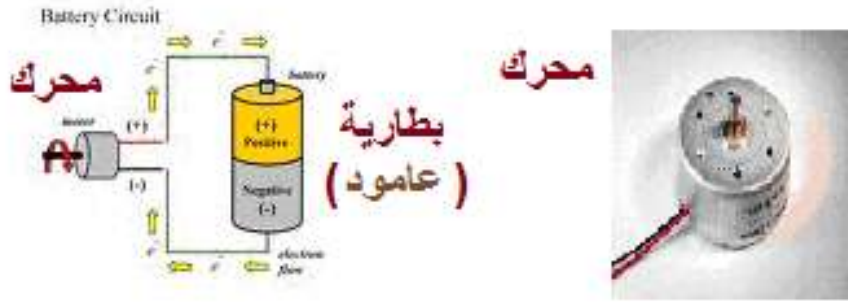 Battery Circuit
e⁻
e⁻
battery
محرك
motor
(+)
(-)
(+)
Positive
Negative
(-)
بطارية
( عامود )
e⁻
e⁻
e⁻
electron
flow
محرك